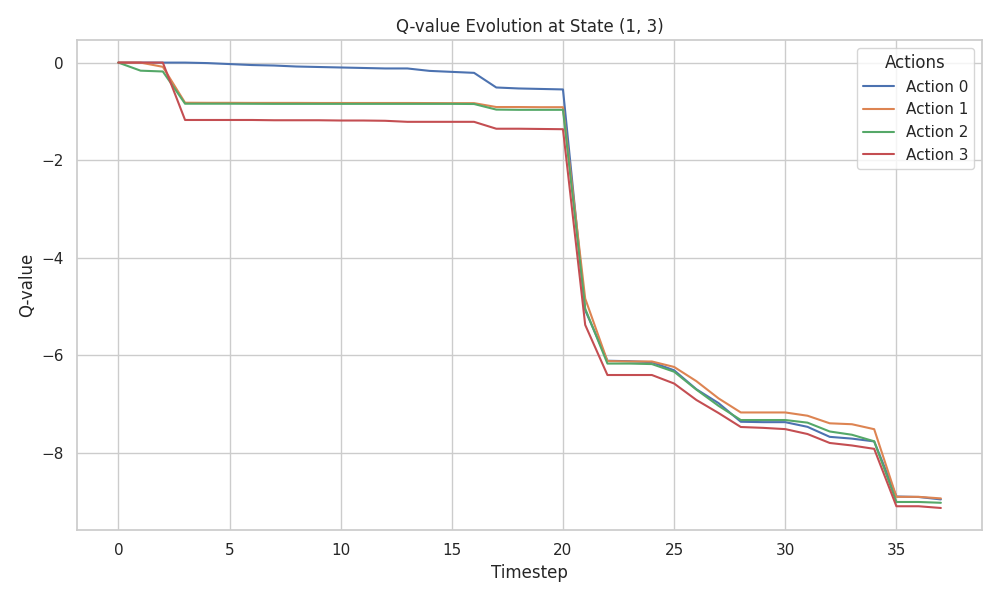 Q-value Evolution at State (1, 3)
Actions
Action 0
Action 1
Action 2
Action 3
Q-value
0
−2
−4
−6
−8
0 5 10 15 20 25 30 35
Timestep